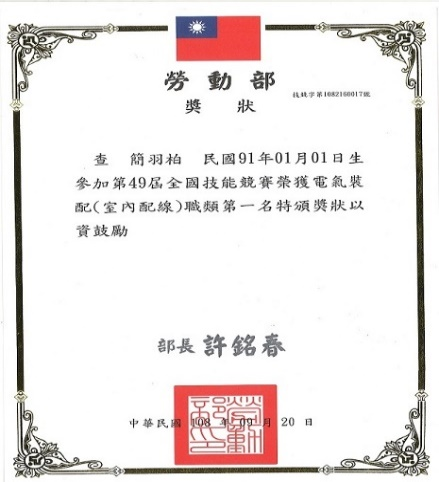 勞動部
獎狀
技競字第1082160017號
查 簡羽柏 民國91年01月01日生
參加第49屆全國技能競賽榮獲電氣裝
配(室內配線)職類第一名特頒獎狀以
資鼓勵
部長 許銘春
中華民國 108 年 09 月 20 日